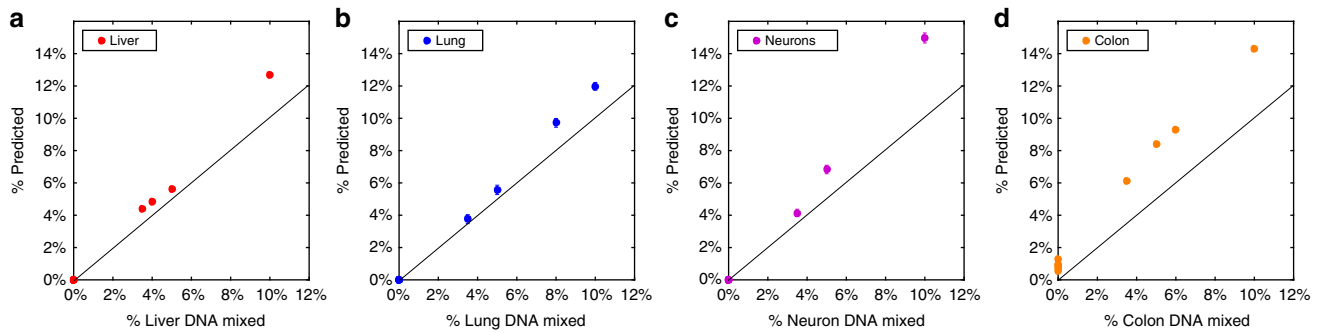 a
Liver
% Predicted
14%
12%
10%
8%
6%
4%
2%
0%
0% 2% 4% 6% 8% 10% 12%
% Liver DNA mixed
b
Lung
% Predicted
14%
12%
10%
8%
6%
4%
2%
0%
0% 2% 4% 6% 8% 10% 12%
% Lung DNA mixed
c
Neurons
% Predicted
14%
12%
10%
8%
6%
4%
2%
0%
0% 2% 4% 6% 8% 10% 12%
% Neuron DNA mixed
d
Colon
% Predicted
14%
12%
10%
8%
6%
4%
2%
0%
0% 2% 4% 6% 8% 10% 12%
% Colon DNA mixed